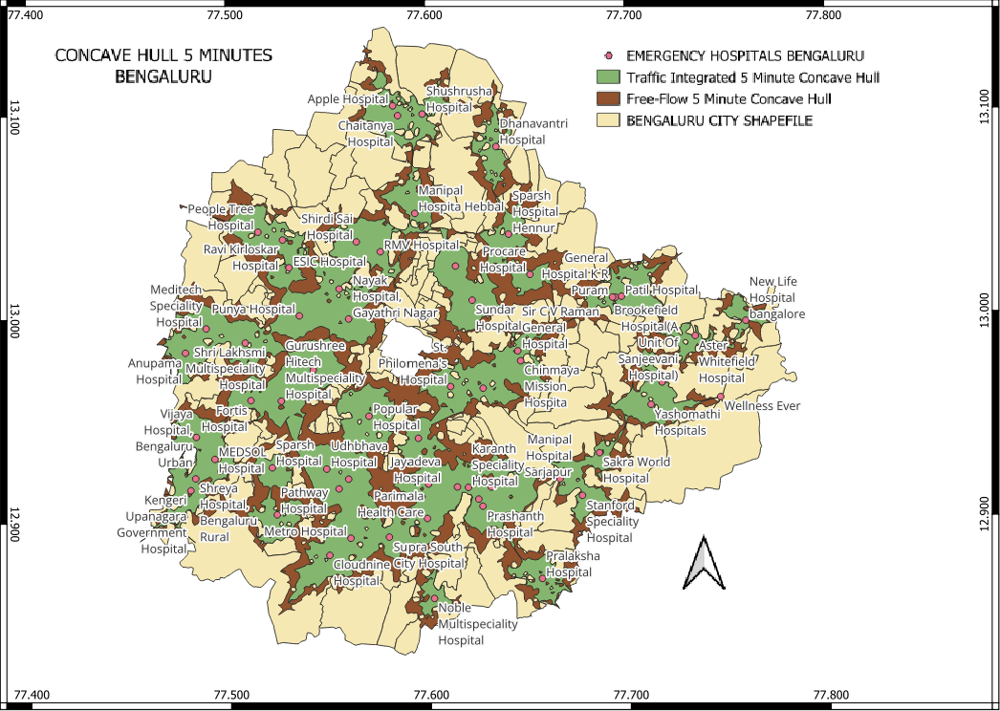 77.400 77.500 77.600 77.700 77.800
CONCAVE HULL 5 MINUTES
BENGALURU
EMERGENCY HOSPITALS BENGALURU
Traffic Integrated 5 Minute Concave Hull
Free-Flow 5 Minute Concave Hull
BENGALURU CITY SHAPEFILE
13.100
13.000
12.900
13.100
13.000
12.900
Apple Hospital
Shushrusha
Hospital
Chaitanya
Hospital
Dhanavantri
Hospital
Manipal
Hospita Hebbal
Sparsh
Hospital
Hennur
People Tree
Hospital
Shirdi Sai
Hospital
Ravi Kirloskar
Hospital
ESIC Hospital
RMV Hospital
Procare
Hospital
General
Hospital K R
Puram
Patil Hospital
New Life
Hospital
bangalore
Meditech
Speciality
Hospital
Punya Hospital
Nayak
Hospital,
Gayathri Nagar
Sundar
Hospital
Sir C V Raman
General
Hospital
Brookefield
Hospital(A
Unit Of
Sanjeevani
Hospital)
Aster
Whitefield
Hospital
Anupama
Hospital
Shri Lakhsmi
Multispeciality
Hospital
Gurushree
Hitech
Multispeciality
Hospital
St.
Philomena's
Hospital
Chinmaya
Mission
Hospita
Wellness Ever
Yashomathi
Hospitals
Vijaya
Hospital,
Bengaluru
Urban
Fortis
Hospital
Popular
Hospital
MEDSOL
Hospital
Sparsh
Hospital
Udhbhava
Hospital
Jayadeva
Hospital
Karanth
Speciality
Hospital
Manipal
Hospital
Sarjapur
Sakra World
Hospital
Kengeri
Upanagara
Government
Hospital
Shreya
Hospital,
Bengaluru
Rural
Pathway
Hospital
Parimala
Health Care
Prashanth
Hospital
Stanford
Speciality
Hospital
Metro Hospital
Cloudnine
Hospital
Supra South
City Hospital
Pralaksha
Hospital
Noble
Multispeciality
Hospital
77.400 77.500 77.600 77.700 77.800